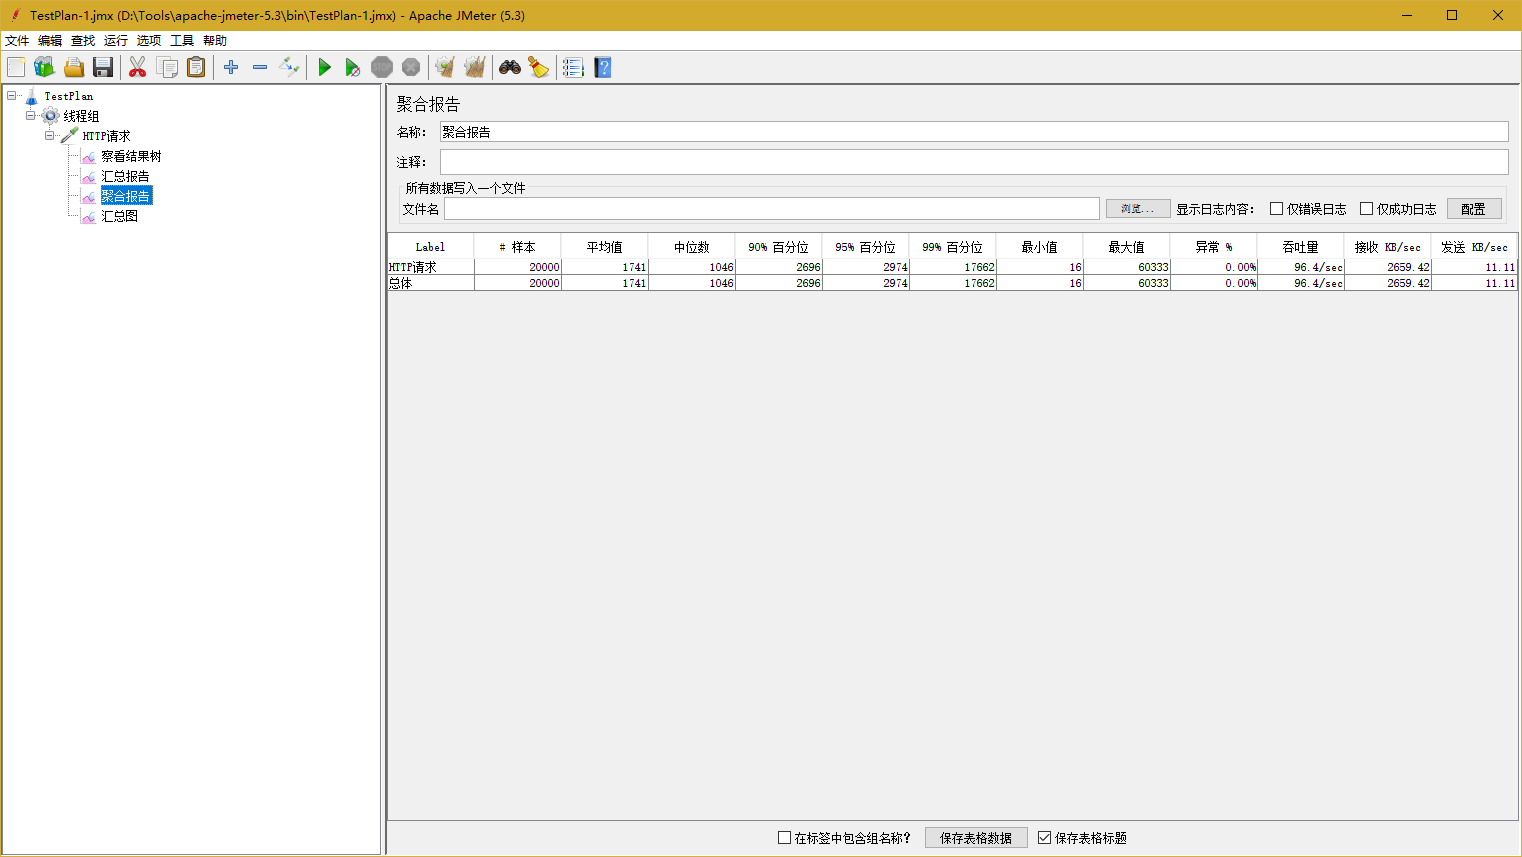 TestPlan-1.jmx (D:\Tools\apache-jmeter-5.3\bin\TestPlan-1.jmx) - Apache JMeter (5.3)
文件 编辑 查找 运行 选项 工具 帮助
TestPlan
线程组
HTTP请求
察看结果树
汇总报告
聚合报告
汇总图
聚合报告
名称： 聚合报告
注释：
所有数据写入一个文件
文件名 浏览... 显示日志内容： 仅错误日志 仅成功日志 配置
Label # 样本 平均值 中位数 90% 百分位 95% 百分位 99% 百分位 最小值 最大值 异常 % 吞吐量 接收 KB/sec 发送 KB/sec
HTTP请求 20000 1741 1046 2696 2974 17662 16 60333 0.00% 96.4/sec 2659.42 11.11
总体 20000 1741 1046 2696 2974 17662 16 60333 0.00% 96.4/sec 2659.42 11.11
在标签中包含组名称？ 保存表格数据 保存表格标题